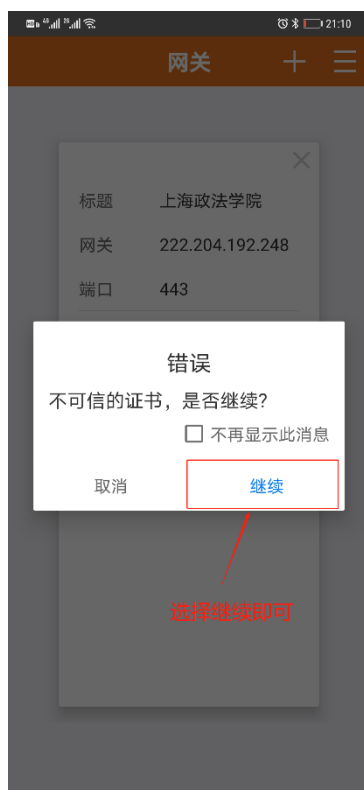 21:10
网关
标题 上海政法学院
网关 222.204.192.248
端口 443
错误
不可信的证书，是否继续?
不再显示此消息
取消 继续
选择继续即可